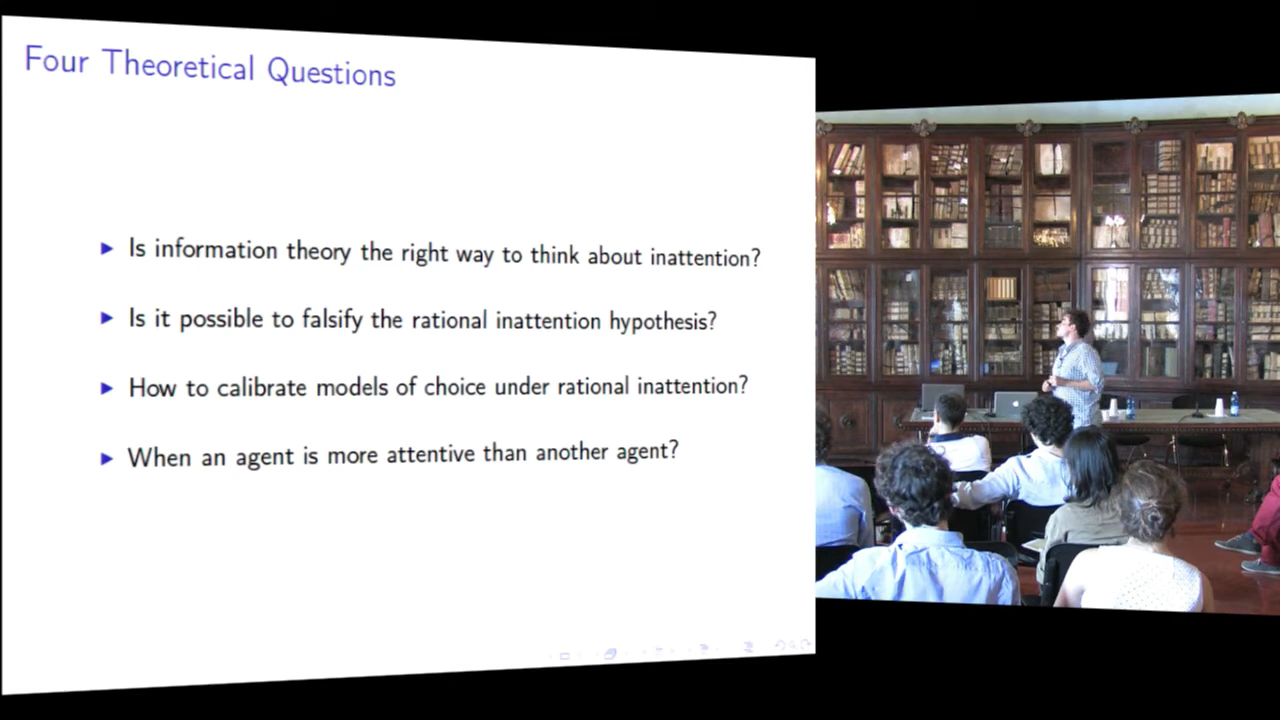 Four Theoretical Questions
Is information theory the right way to think about inattention?
Is it possible to falsify the rational inattention hypothesis?
How to calibrate models of choice under rational inattention?
When an agent is more attentive than another agent?